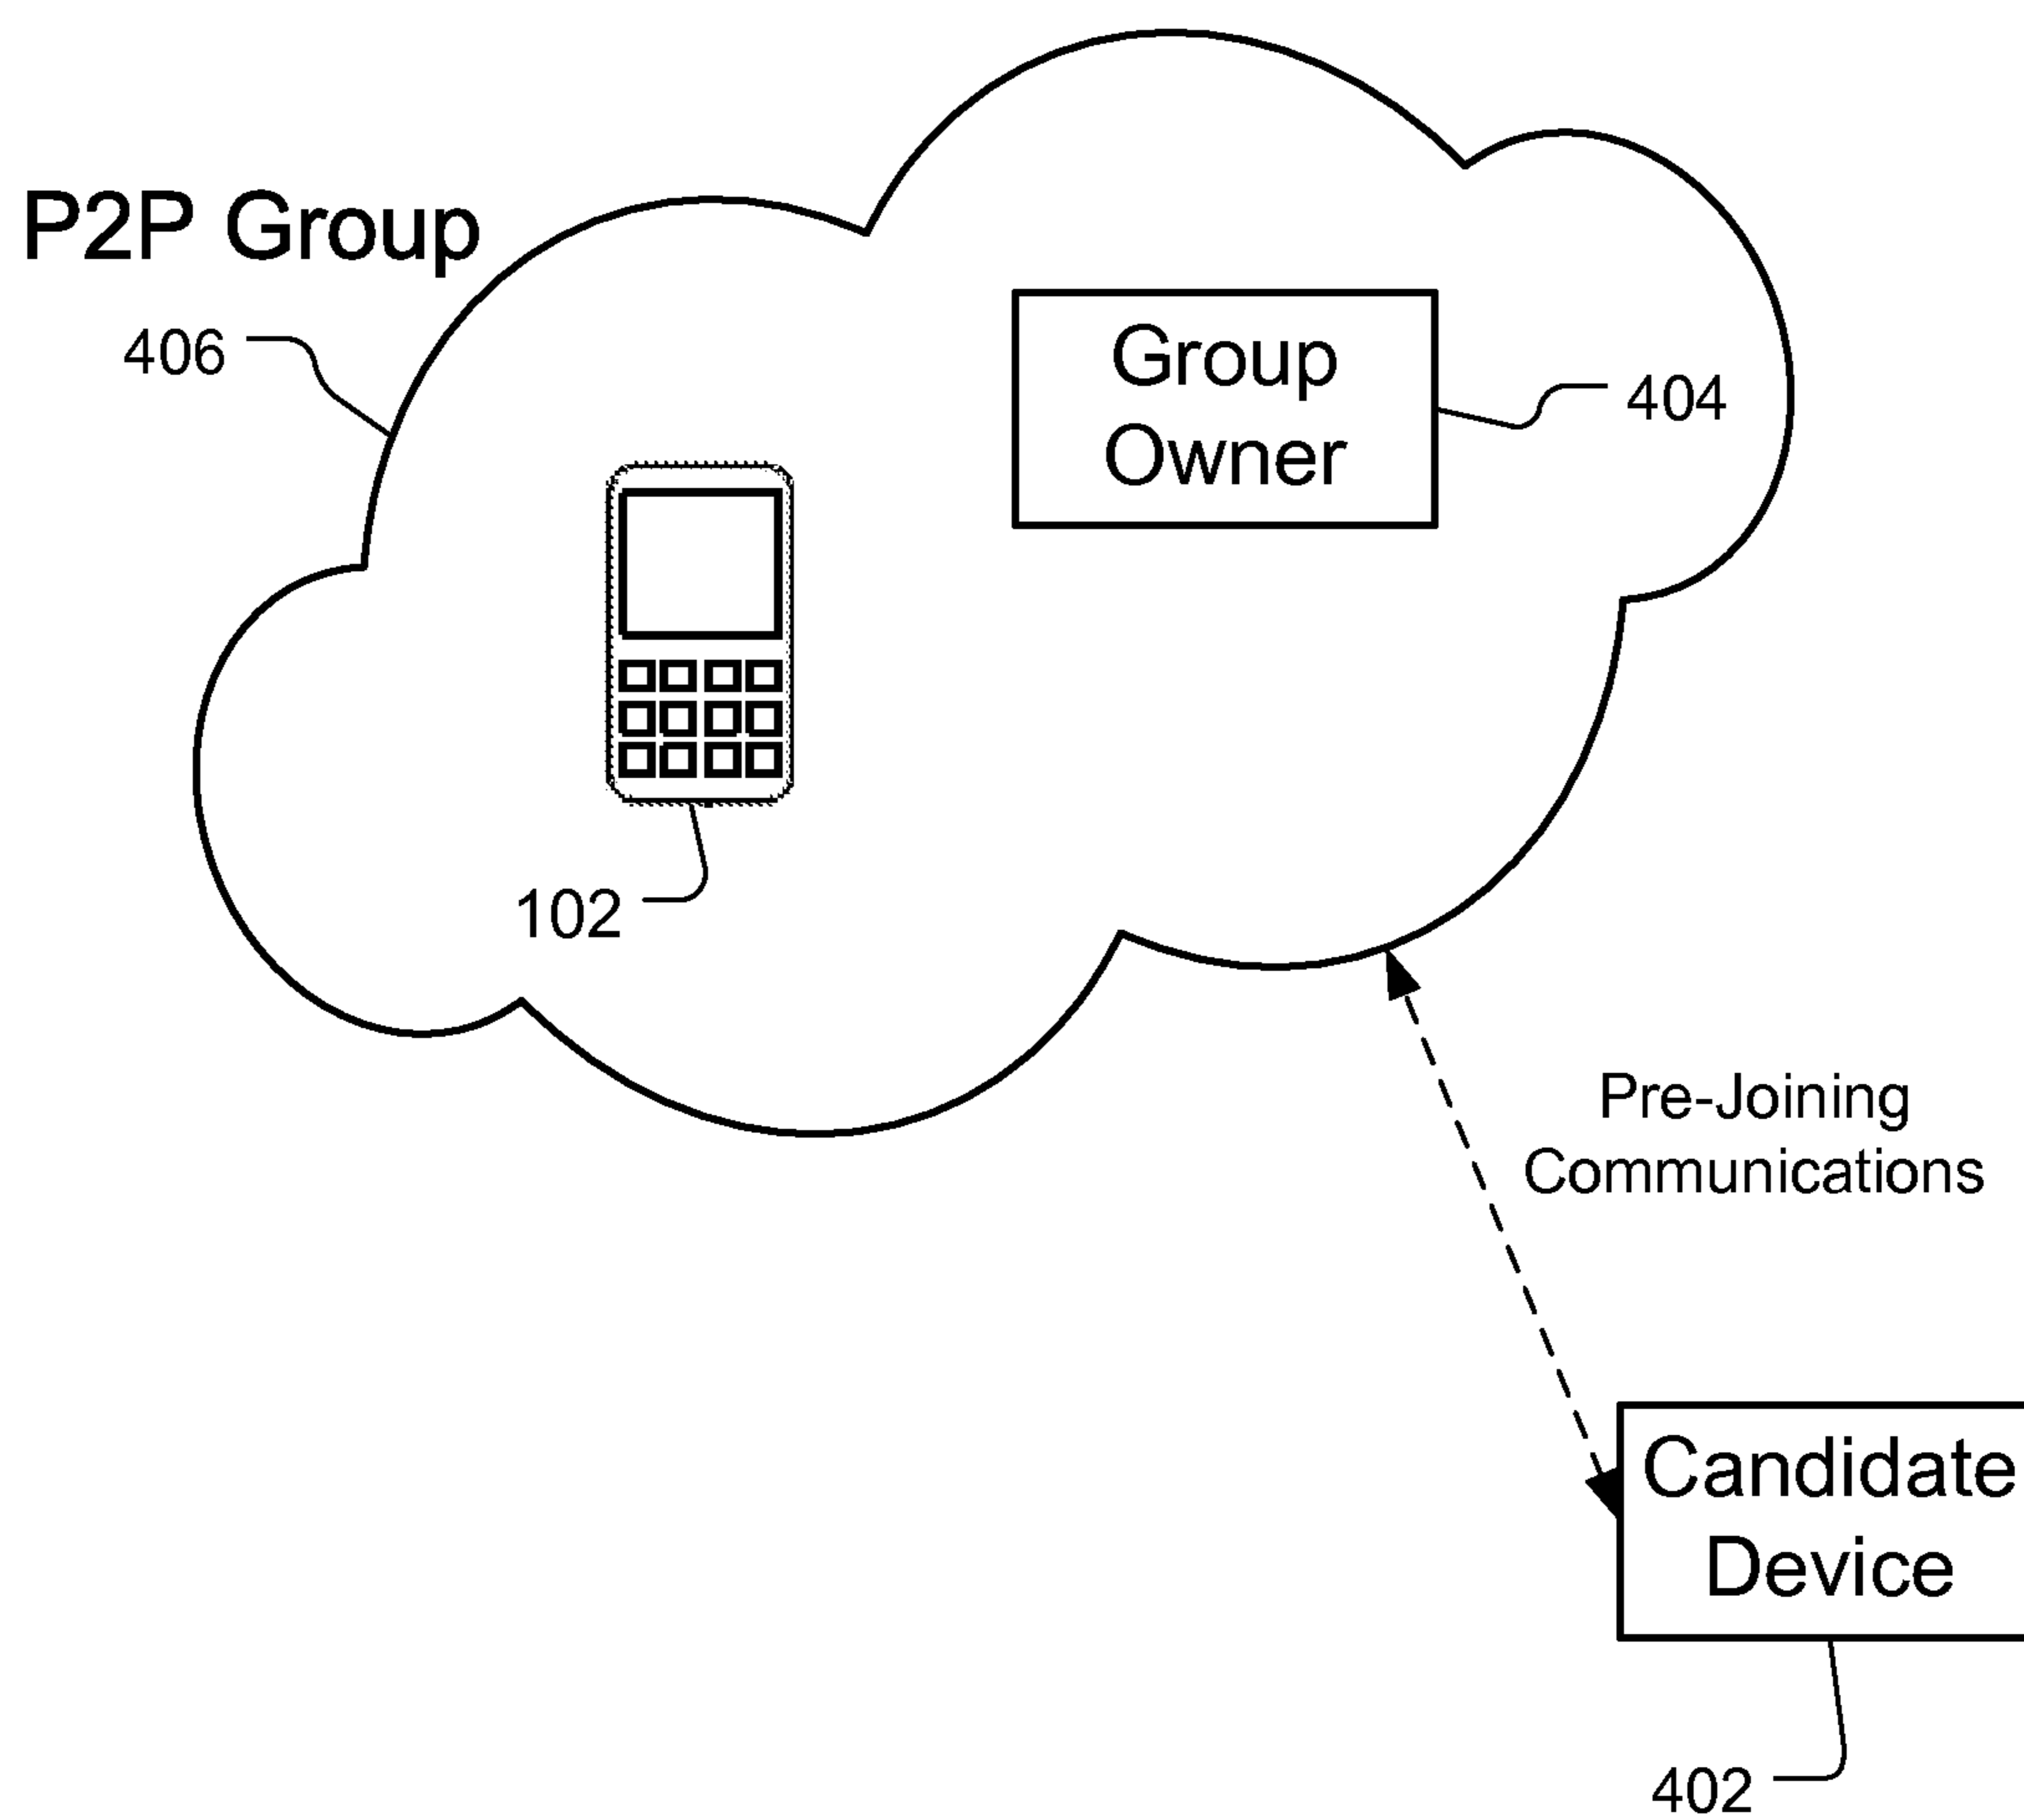 P2P Group
406
Group
Owner
404
102
Pre-Joining
Communications
Candidate
Device
402